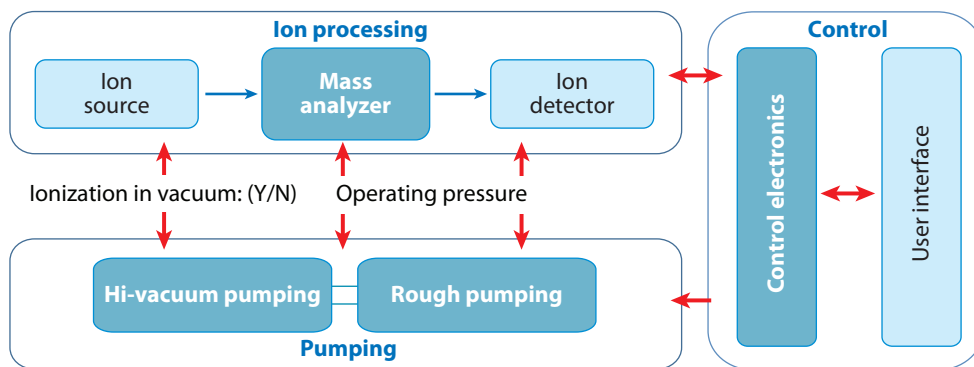 Ion processing
Control
Ion
source
Mass
analyzer
Ion
detector
Ionization in vacuum: (Y/N)
Operating pressure
Control electronics
User interface
Hi-vacuum pumping
Rough pumping
Pumping